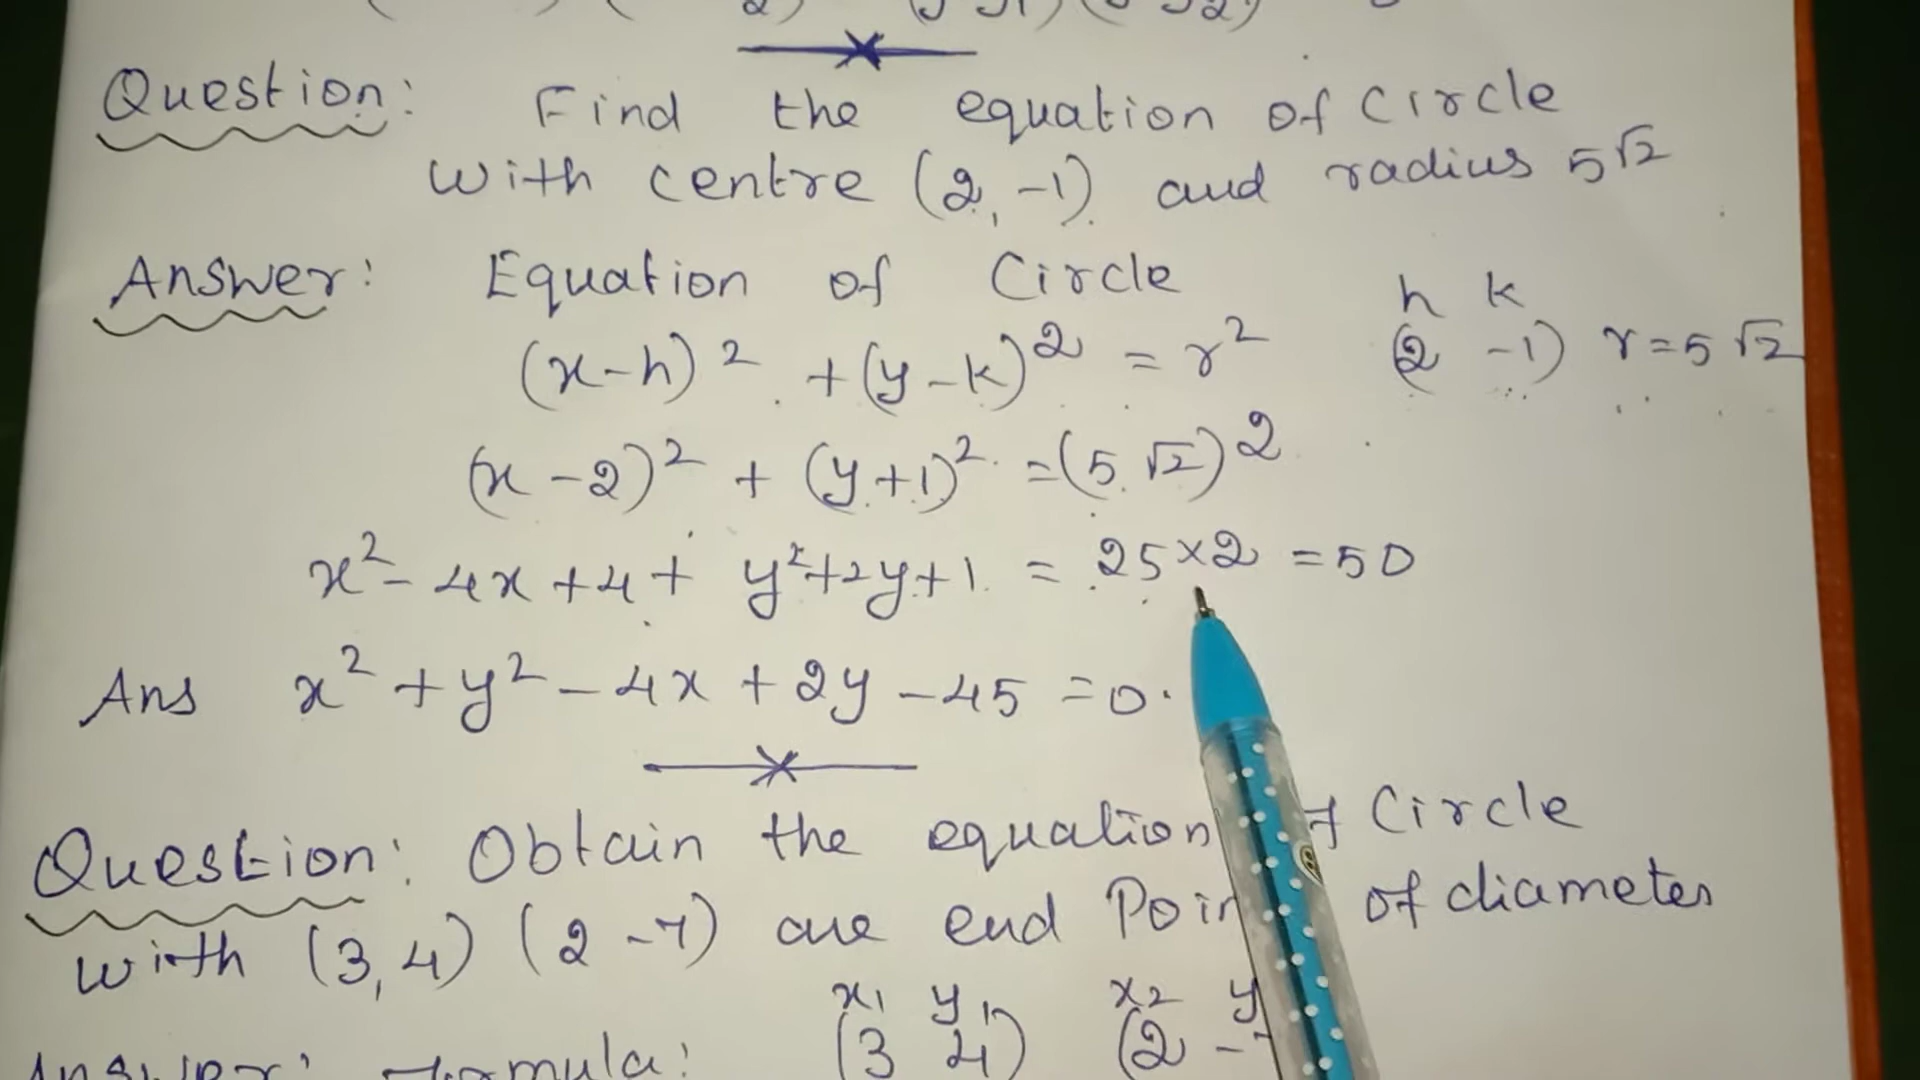 Question: Find the equation of Circle
with centre (2, -1) and radius 5√2
Answer: Equation of Circle
h k
(x-h)² + (y-k)² = r² (2 -1) r=5√2
(x-2)² + (y+1)² = (5√2)²
x² - 4x + 4 + y² + 2y + 1 = 25×2 = 50
Ans x² + y² - 4x + 2y - 45 = 0.
Question: Obtain the equation Circle
with (3,4) (2 -7) are end of diameter
x₁ y₁ x₂ y
(3 4) (2 -
Answer: formula: